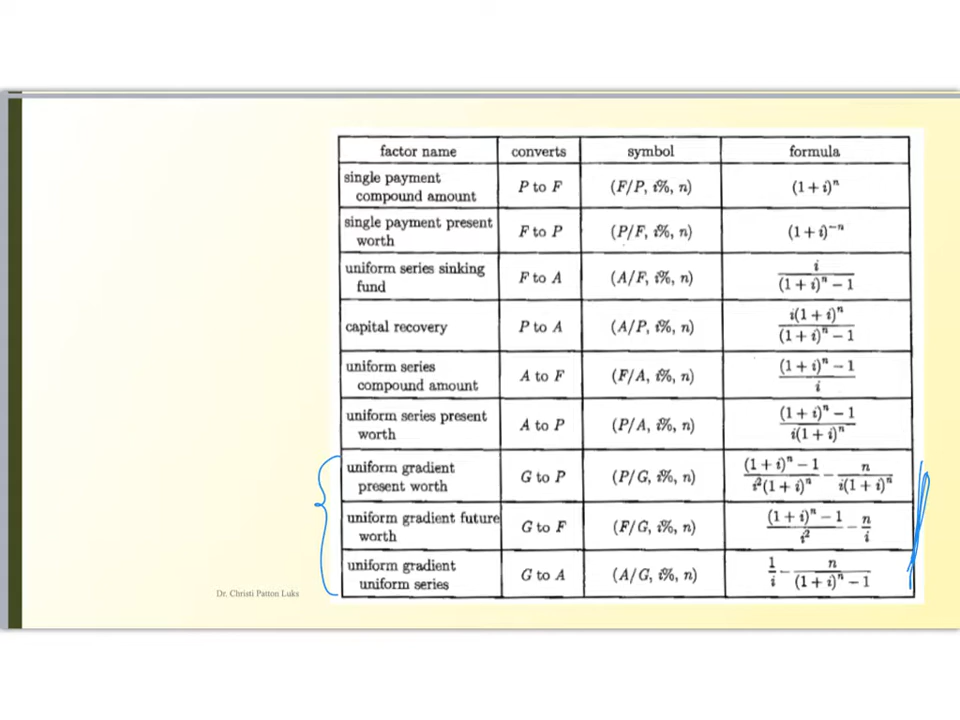 factor name converts symbol formula
single payment
compound amount P to F (F/P, i%, n) (1 + i)^n
single payment present
worth F to P (P/F, i%, n) (1 + i)^−n
uniform series sinking
fund F to A (A/F, i%, n) i / ((1 + i)^n − 1)
capital recovery P to A (A/P, i%, n) i(1 + i)^n / ((1 + i)^n − 1)
uniform series
compound amount A to F (F/A, i%, n) ((1 + i)^n − 1) / i
uniform series present
worth A to P (P/A, i%, n) ((1 + i)^n − 1) / (i(1 + i)^n)
uniform gradient
present worth G to P (P/G, i%, n) ((1 + i)^n − 1) / (i^2(1 + i)^n) − n / (i(1 + i)^n)
uniform gradient future
worth G to F (F/G, i%, n) ((1 + i)^n − 1) / i^2 − n / i
uniform gradient
uniform series G to A (A/G, i%, n) 1 / i − n / ((1 + i)^n − 1)
Dr. Christi Patton Luks